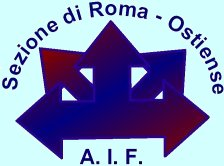 Sezione di Roma - Ostiense
A. I. F.